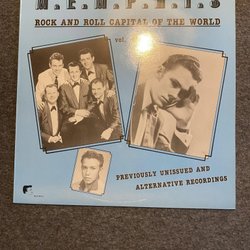 M.E.M.P.H.I.S
ROCK AND ROLL CAPITAL OF THE WORLD
vol.
PREVIOUSLY UNISSUED AND
ALTERNATIVE RECORDINGS